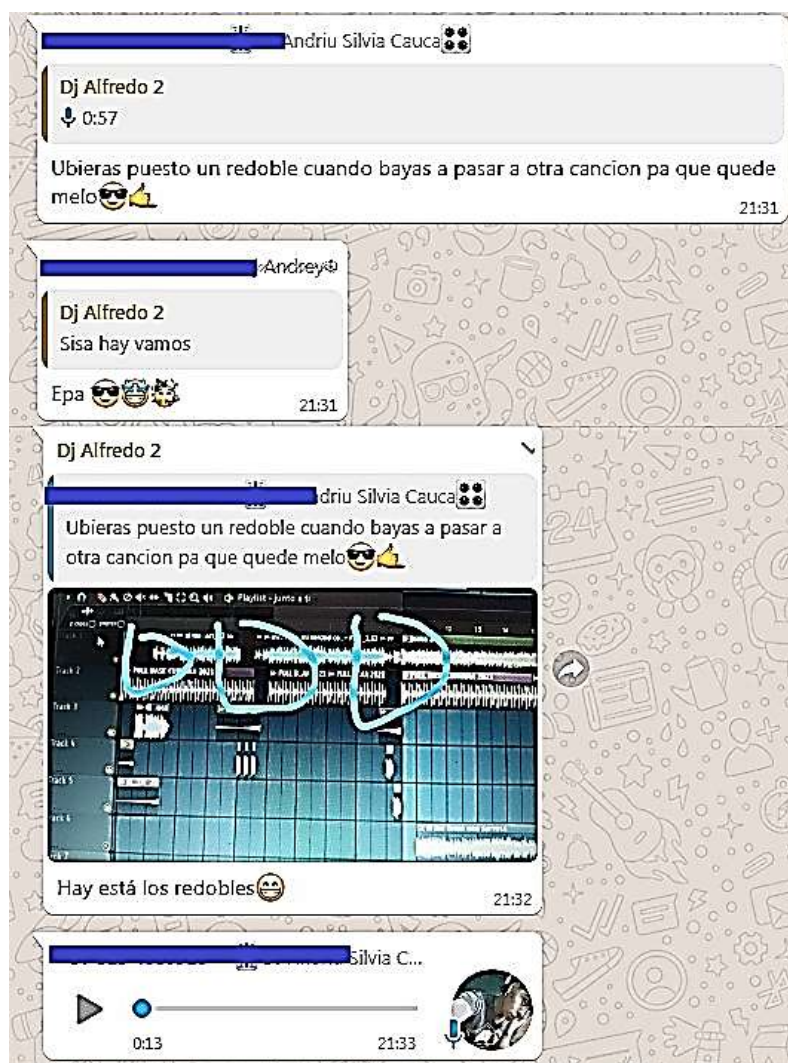 Andriu Silvia Cauca
Dj Alfredo 2
0:57
Ubieras puesto un redoble cuando bayas a pasar a otra cancion pa que quede
melo😎🤙
21:31
Andrey
Dj Alfredo 2
Sisa hay vamos
Epa 😎🤩🥳
21:31
Dj Alfredo 2
driu Silvia Cauca
Ubieras puesto un redoble cuando bayas a pasar a
otra cancion pa que quede melo😎🤙
Playlist - junto a ti
Track 2
Track 3
Track 4
Track 5
Hay está los redobles😁
21:32
Silvia C...
0:13
21:33